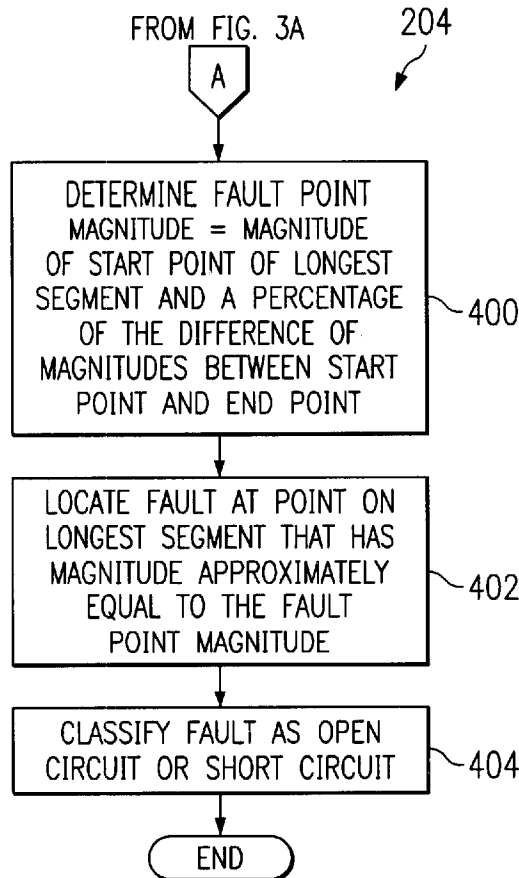 FROM FIG. 3A
204
A
DETERMINE FAULT POINT
MAGNITUDE = MAGNITUDE
OF START POINT OF LONGEST
SEGMENT AND A PERCENTAGE
OF THE DIFFERENCE OF
MAGNITUDES BETWEEN START
POINT AND END POINT
400
LOCATE FAULT AT POINT ON
LONGEST SEGMENT THAT HAS
MAGNITUDE APPROXIMATELY
EQUAL TO THE FAULT
POINT MAGNITUDE
402
CLASSIFY FAULT AS OPEN
CIRCUIT OR SHORT CIRCUIT
404
END